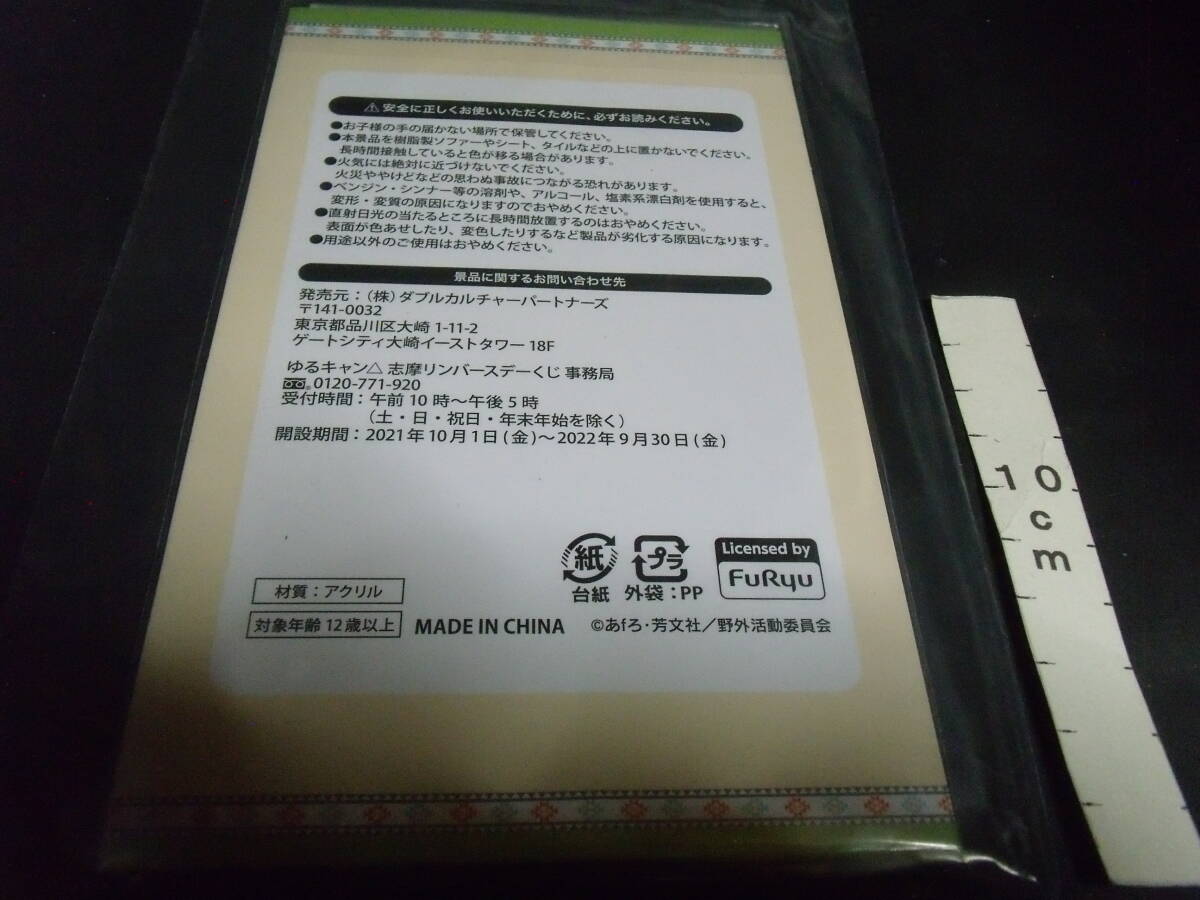 ⚠安全に正しくお使いいただくために、必ずお読みください。
●お子様の手の届かない場所で保管してください。
●本景品を樹脂製ソファーやシート、タイルなどの上に置かないでください。
長時間接触していると色が移る場合があります。
●火気には絶対に近づけないでください。
火災ややけどなどの思わぬ事故につながる恐れがあります。
●ベンジン・シンナー等の溶剤や、アルコール、塩素系漂白剤を使用すると、
変形・変質の原因になりますのでおやめください。
●直射日光の当たるところに長時間放置するのはおやめください。
表面が色あせしたり、変色したりするなど製品が劣化する原因になります。
●用途以外のご使用はおやめください。
景品に関するお問い合わせ先
発売元：（株）ダブルカルチャーパートナーズ
〒141-0032
東京都品川区大崎 1-11-2
ゲートシティ大崎イーストタワー 18F
ゆるキャン△ 志摩リンバースデーくじ 事務局
0120-771-920
受付時間：午前 10 時～午後 5 時
（土・日・祝日・年末年始を除く）
開設期間：2021年10月1日(金)～2022年9月30日(金)
紙
台紙
プラ
外袋：PP
Licensed by
FuRyu
材質：アクリル
対象年齢 12 歳以上
MADE IN CHINA
©あfろ・芳文社／野外活動委員会
10cm